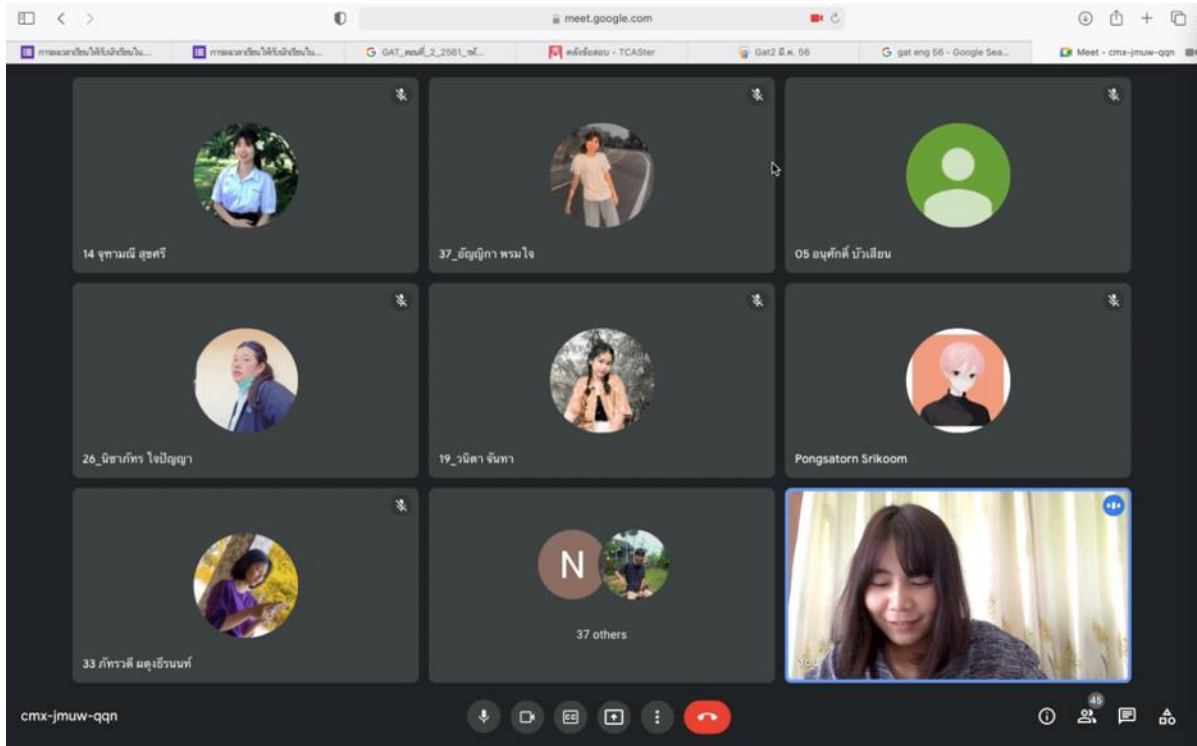 meet.google.com
GAT_ตอนที่_2_2561_
คลังข้อสอบ - TCASter
Gat2 มี.ค. 56
gat eng 56 - Google Sea...
Meet - cmx-jmuw-qqn
14 จุฑามณี สุขศรี
37_อัญญิกา พรมใจ
05 อนุศักดิ์ บัวเสียน
26_นิชาภัทร ใจปัญญา
19_วนิดา จันทา
Pongsatorn Srikoom
33 ภัทรวดี ผดุงธีรนนท์
N
37 others
You
cmx-jmuw-qqn
CC
45